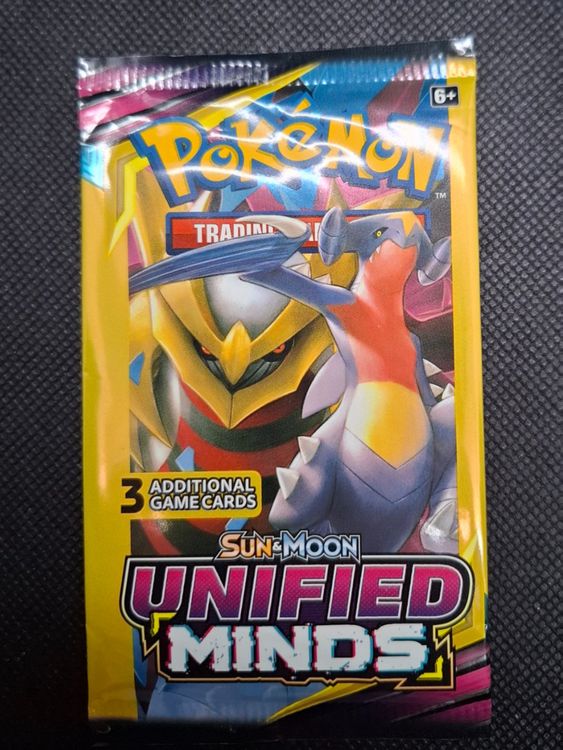 6+
POKéMON
TM
3 ADDITIONAL
GAME CARDS
SUN & MOON
UNIFIED
MINDS